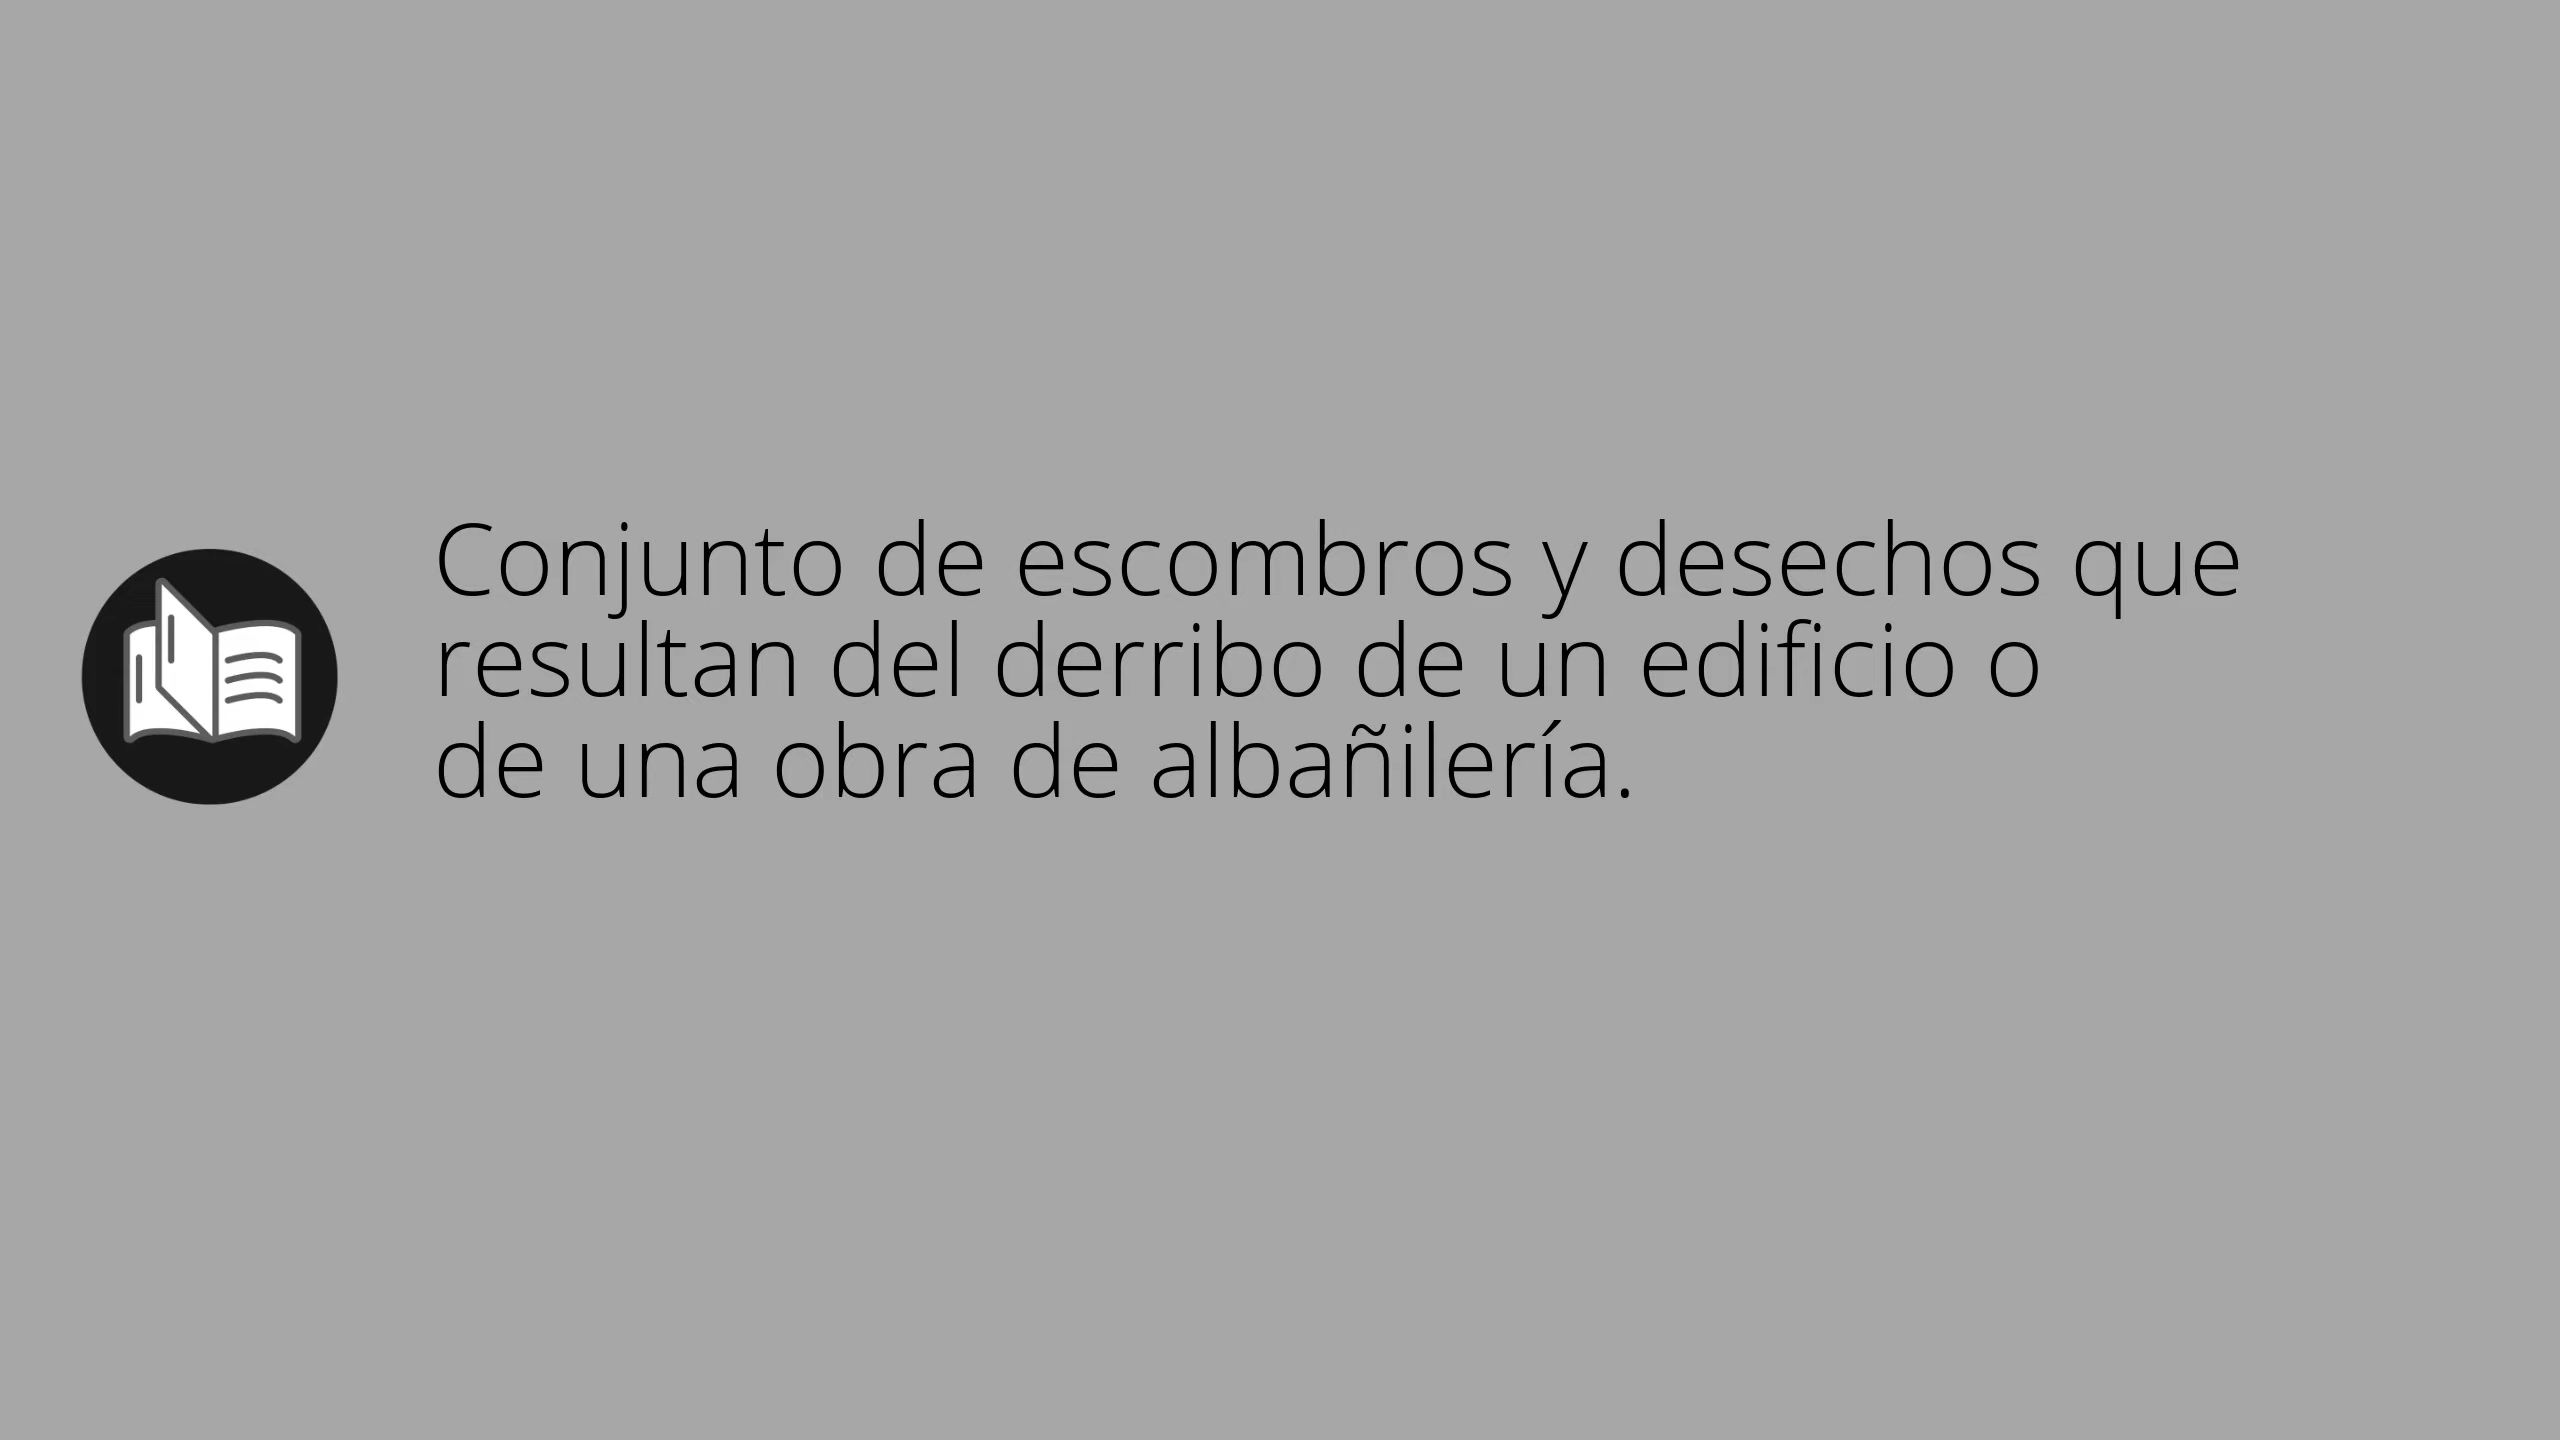 Conjunto de escombros y desechos que
resultan del derribo de un edificio o
de una obra de albañilería.